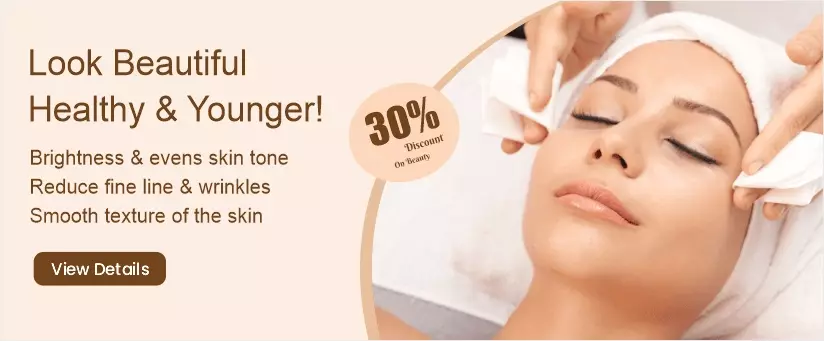 Look Beautiful
Healthy & Younger!
Brightness & evens skin tone
Reduce fine line & wrinkles
Smooth texture of the skin
View Details
30%
Discount
On Beauty